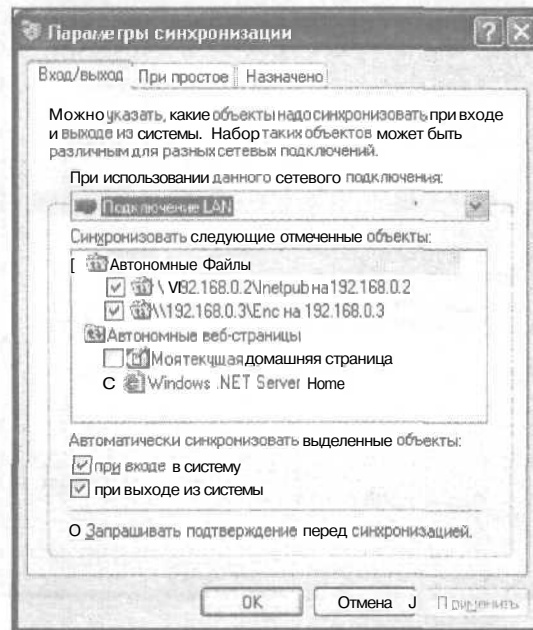 Параметры синхронизации
Вход/выход При простое Назначено
Можно указать, какие объекты надо синхронизовать при входе
и выходе из системы. Набор таких объектов может быть
различным для разных сетевых подключений.
При использовании данного сетевого подключения:
Подключение LAN
Синхронизовать следующие отмеченные объекты:
[ Автономные Файлы
\ VI92.168.0.2\Inetpub на 192.168.0.2
\\192.168.0.3\Enc на 192.168.0.3
Автономные веб-страницы
Моя текущая домашняя страница
С Windows .NET Server Home
Автоматически синхронизовать выделенные объекты:
при входе в систему
при выходе из системы
О Запрашивать подтверждение перед синхронизацией.
OK Отмена J Применить